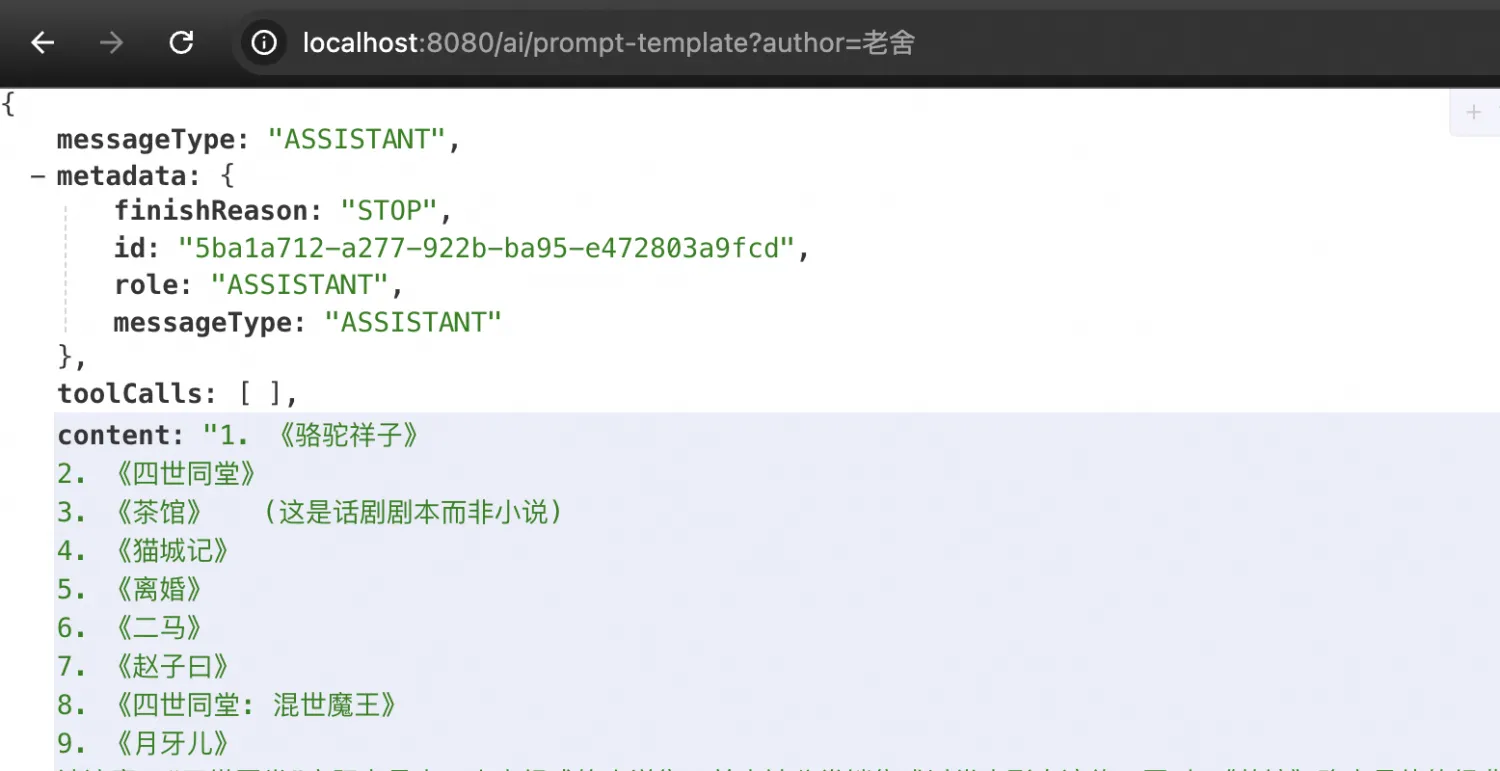 localhost:8080/ai/prompt-template?author=老舍
{
messageType: "ASSISTANT",
metadata: {
finishReason: "STOP",
id: "5ba1a712-a277-922b-ba95-e472803a9fcd",
role: "ASSISTANT",
messageType: "ASSISTANT"
},
toolCalls: [ ],
content: "1. 《骆驼祥子》
2. 《四世同堂》
3. 《茶馆》 (这是话剧剧本而非小说)
4. 《猫城记》
5. 《离婚》
6. 《二马》
7. 《赵子曰》
8. 《四世同堂: 混世魔王》
9. 《月牙儿》